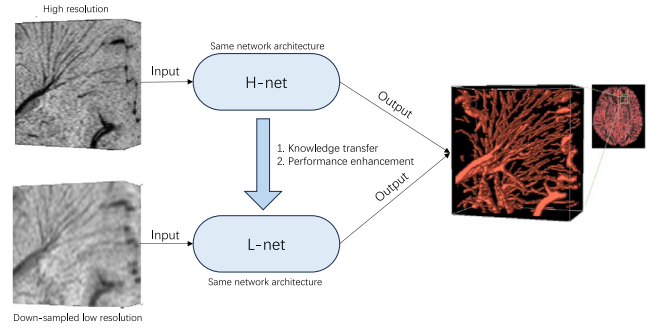 High resolution
Same network architecture
Input
H-net
Output
1. Knowledge transfer
2. Performance enhancement
Output
Input
L-net
Same network architecture
Down-sampled low resolution